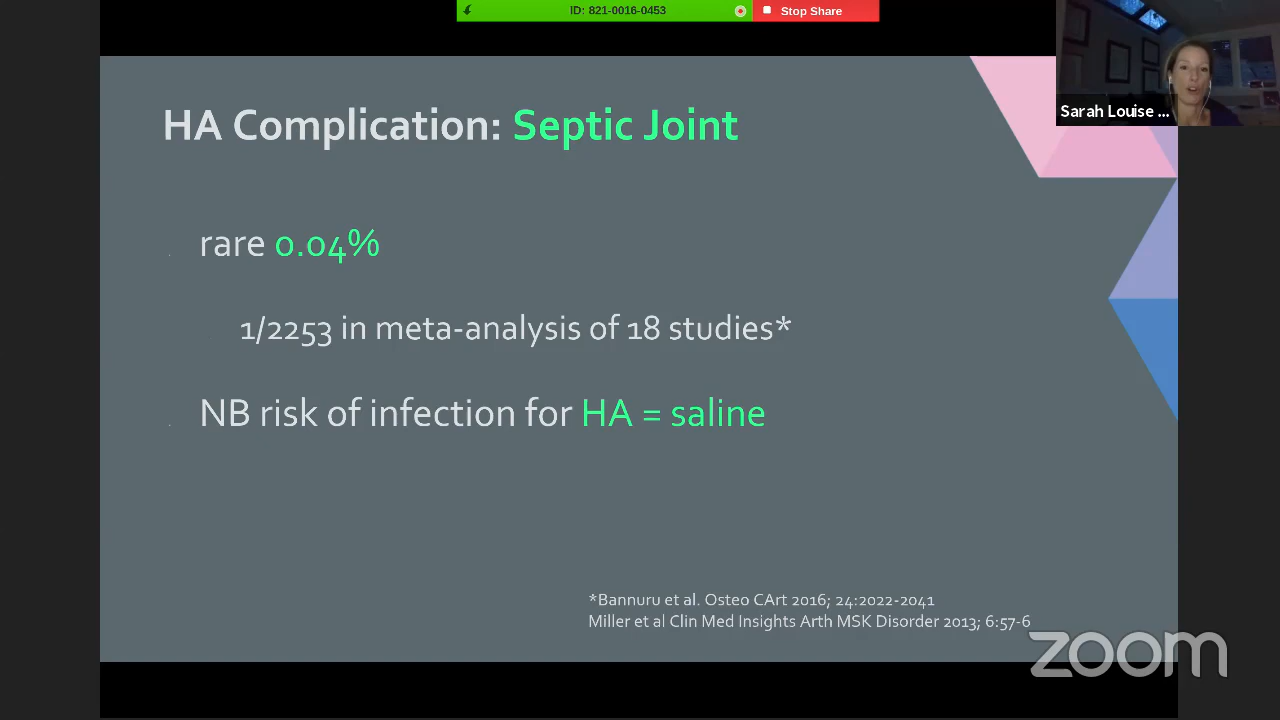 ID: 821-0016-0453
Stop Share
Sarah Louise ...
HA Complication: Septic Joint
rare 0.04%
1/2253 in meta-analysis of 18 studies*
NB risk of infection for HA = saline
*Bannuru et al. Osteo CArt 2016; 24:2022-2041
Miller et al Clin Med Insights Arth MSK Disorder 2013; 6:57-6
zoom